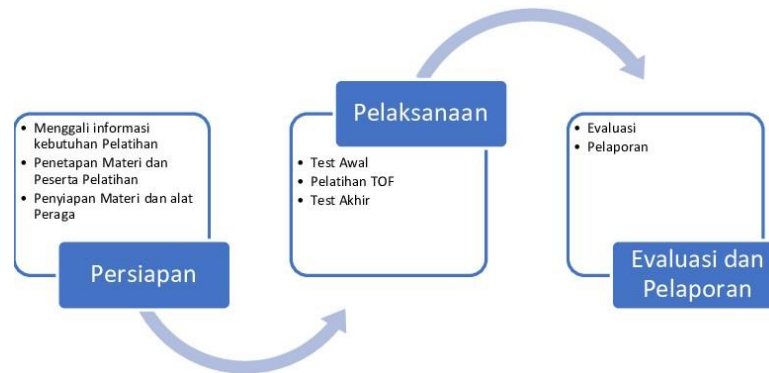 • Menggali informasi
kebutuhan Pelatihan
• Penetapan Materi dan
Peserta Pelatihan
• Penyiapan Materi dan alat
Peraga
Persiapan
Pelaksanaan
• Test Awal
• Pelatihan TOF
• Test Akhir
• Evaluasi
• Pelaporan
Evaluasi dan
Pelaporan